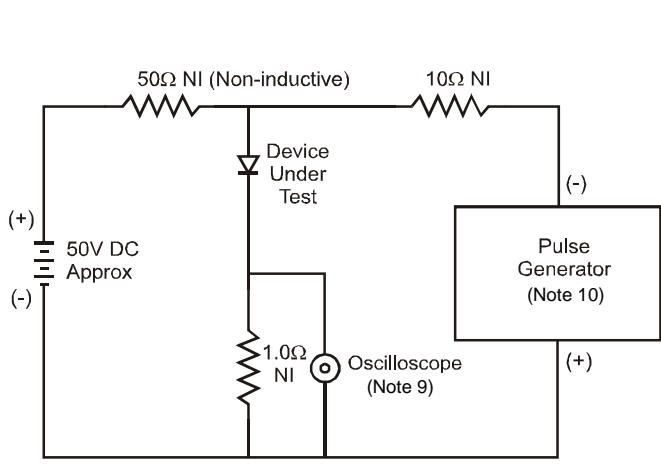 50Ω NI (Non-inductive)
10Ω NI
Device
Under
Test
(-)
(+)
50V DC
Approx
(-)
Pulse
Generator
(Note 10)
1.0Ω
NI
Oscilloscope
(Note 9)
(+)